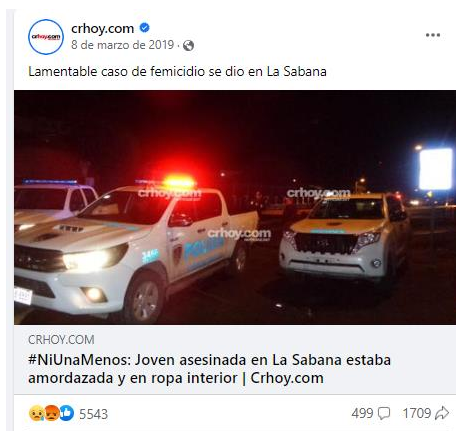 crhoy.com
crhoy.com
8 de marzo de 2019 ·
Lamentable caso de femicidio se dio en La Sabana
crhoy.com
crhoy.com
crhoy.com
POLICIA
CRHOY.COM
#NiUnaMenos: Joven asesinada en La Sabana estaba
amordazada y en ropa interior | Crhoy.com
5543
499
1709